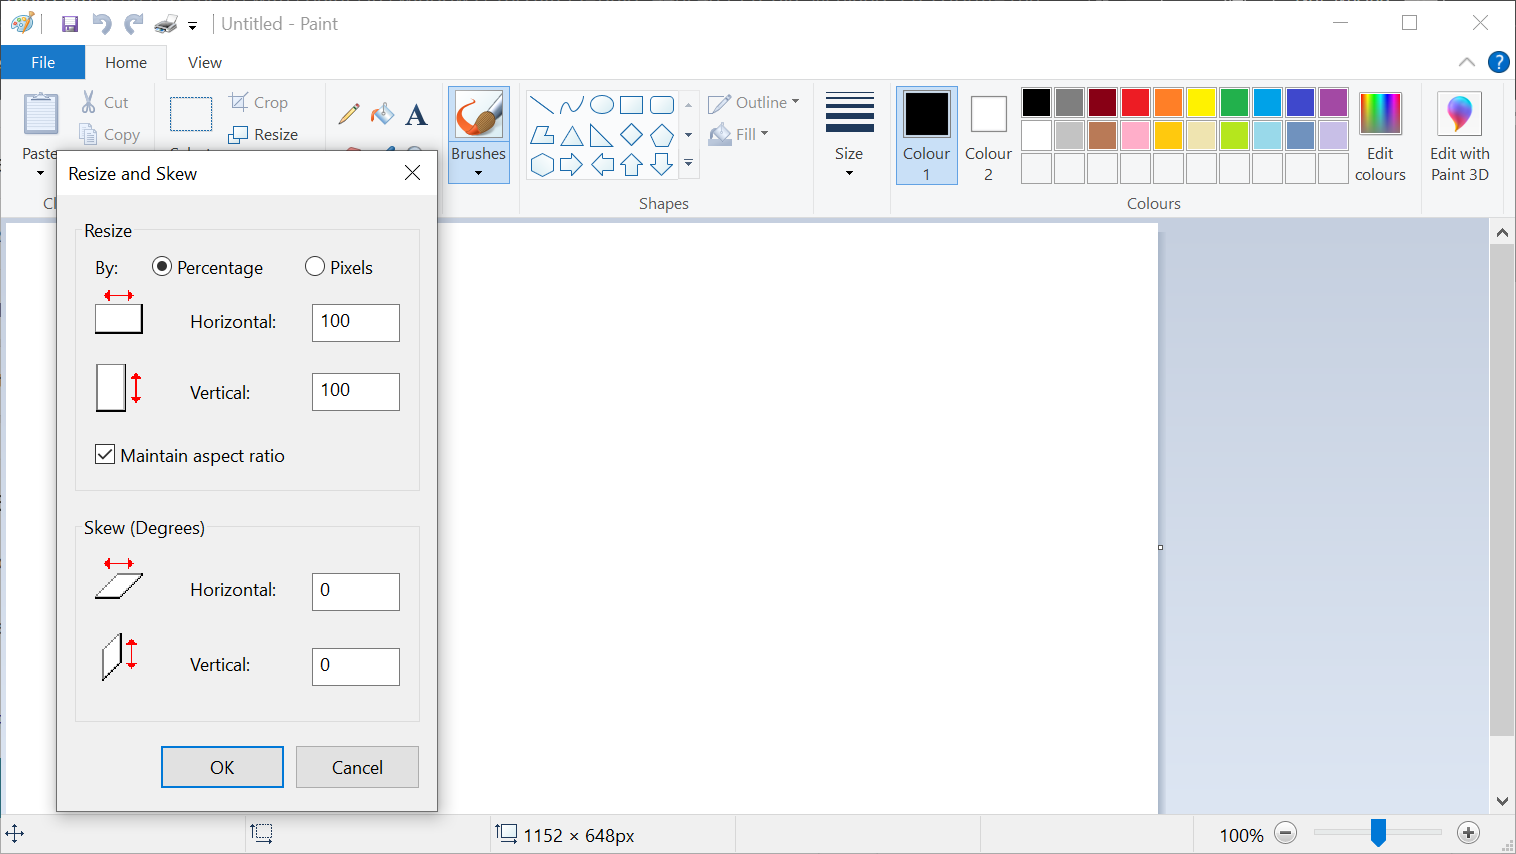 Untitled - Paint
File Home View
Cut
Copy
Paste
Crop
Resize
A
Brushes
Outline
Fill
Shapes
Size
Colour 1
Colour 2
Edit colours
Edit with Paint 3D
Colours
?
Resize and Skew
Resize
By: Percentage Pixels
Horizontal: 100
Vertical: 100
Maintain aspect ratio
Skew (Degrees)
Horizontal: 0
Vertical: 0
OK Cancel
1152 × 648px
100%